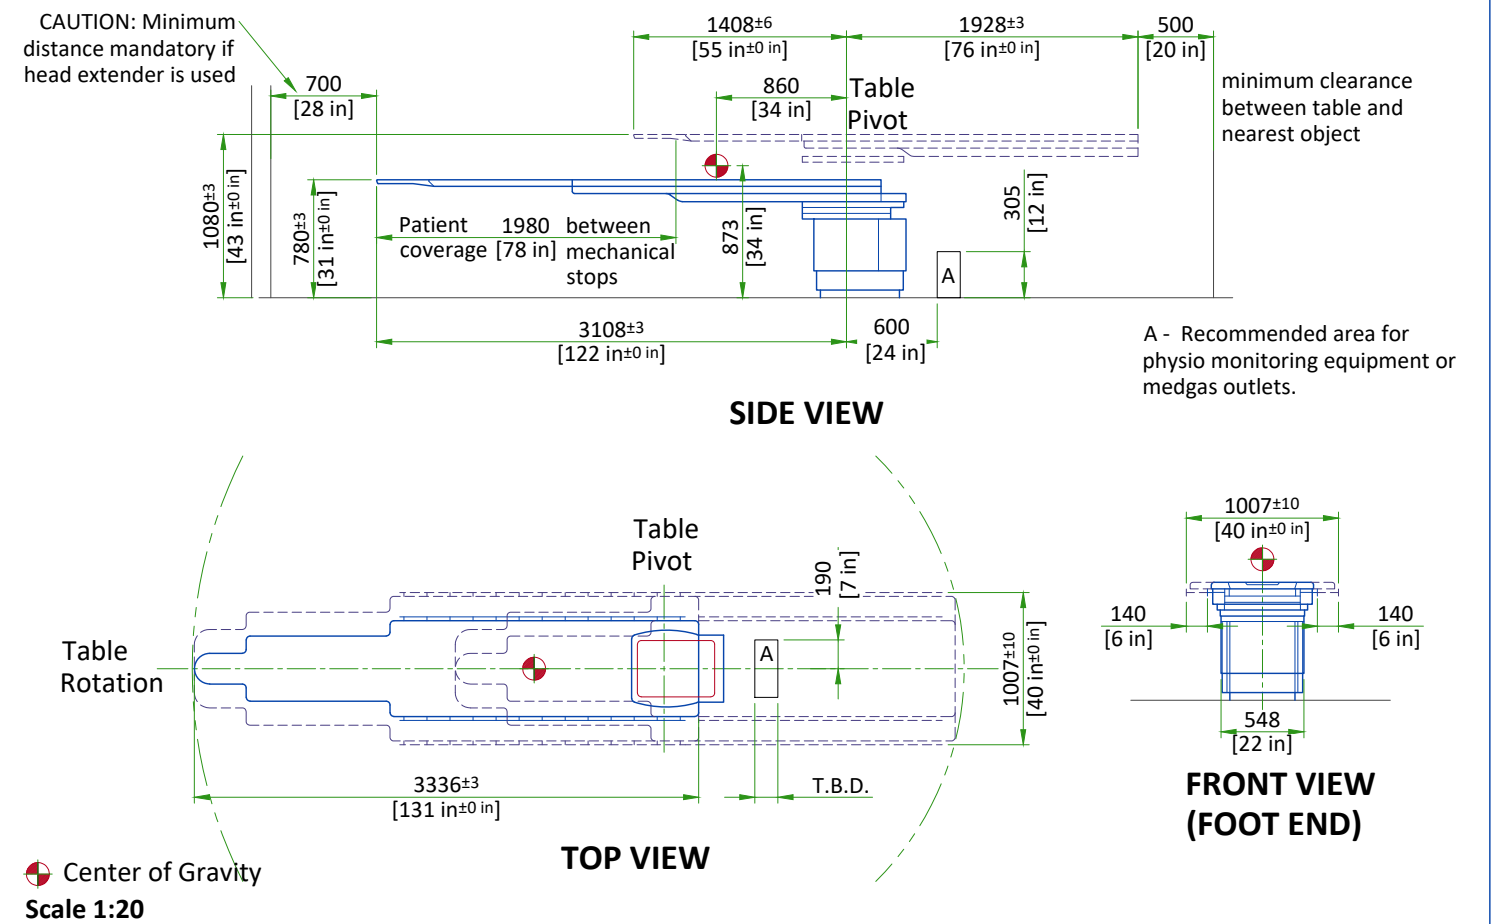 CAUTION: Minimum
distance mandatory if
head extender is used
700
[28 in]
1408±6
[55 in±0 in]
1928±3
[76 in±0 in]
500
[20 in]
860
[34 in]
Table
Pivot
minimum clearance
between table and
nearest object
1080±3
[43 in±0 in]
780±3
[31 in±0 in]
Patient
coverage
1980
[78 in]
between
mechanical
stops
873
[34 in]
305
[12 in]
A
3108±3
[122 in±0 in]
600
[24 in]
A - Recommended area for
physio monitoring equipment or
medgas outlets.
SIDE VIEW
Table
Pivot
190
[7 in]
A
Table
Rotation
1007±10
[40 in±0 in]
3336±3
[131 in±0 in]
T.B.D.
TOP VIEW
1007±10
[40 in±0 in]
140
[6 in]
140
[6 in]
548
[22 in]
FRONT VIEW
(FOOT END)
Center of Gravity
Scale 1:20